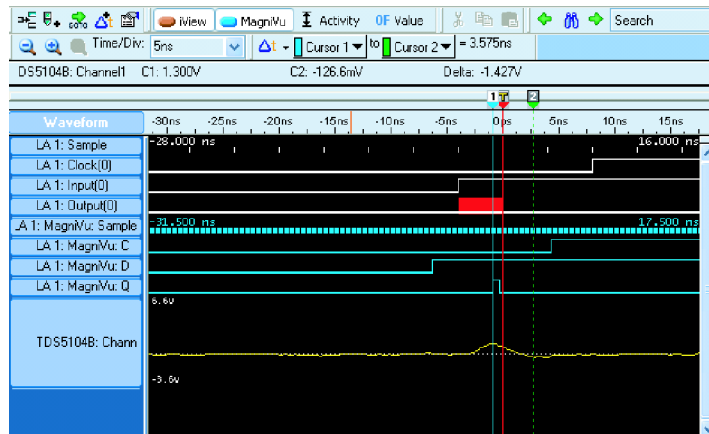 iView MagniVu Activity 0F Value Search
Time/Div: 5ns Δt Cursor 1 to Cursor 2 = 3.575ns
DS5104B: Channel1 C1: 1.300V C2: -126.6mV Delta: -1.427V
1 T 2
Waveform -30ns -25ns -20ns -15ns -10ns -5ns 0ps 5ns 10ns 15ns
LA 1: Sample -28.000 ns 16.000 ns
LA 1: Clock(0)
LA 1: Input(0)
LA 1: Output(0)
LA 1: MagniVu: Sample -31.500 ns 17.500 ns
LA 1: MagniVu: C
LA 1: MagniVu: D
LA 1: MagniVu: Q
6.6v
TDS5104B: Chann
-3.6v